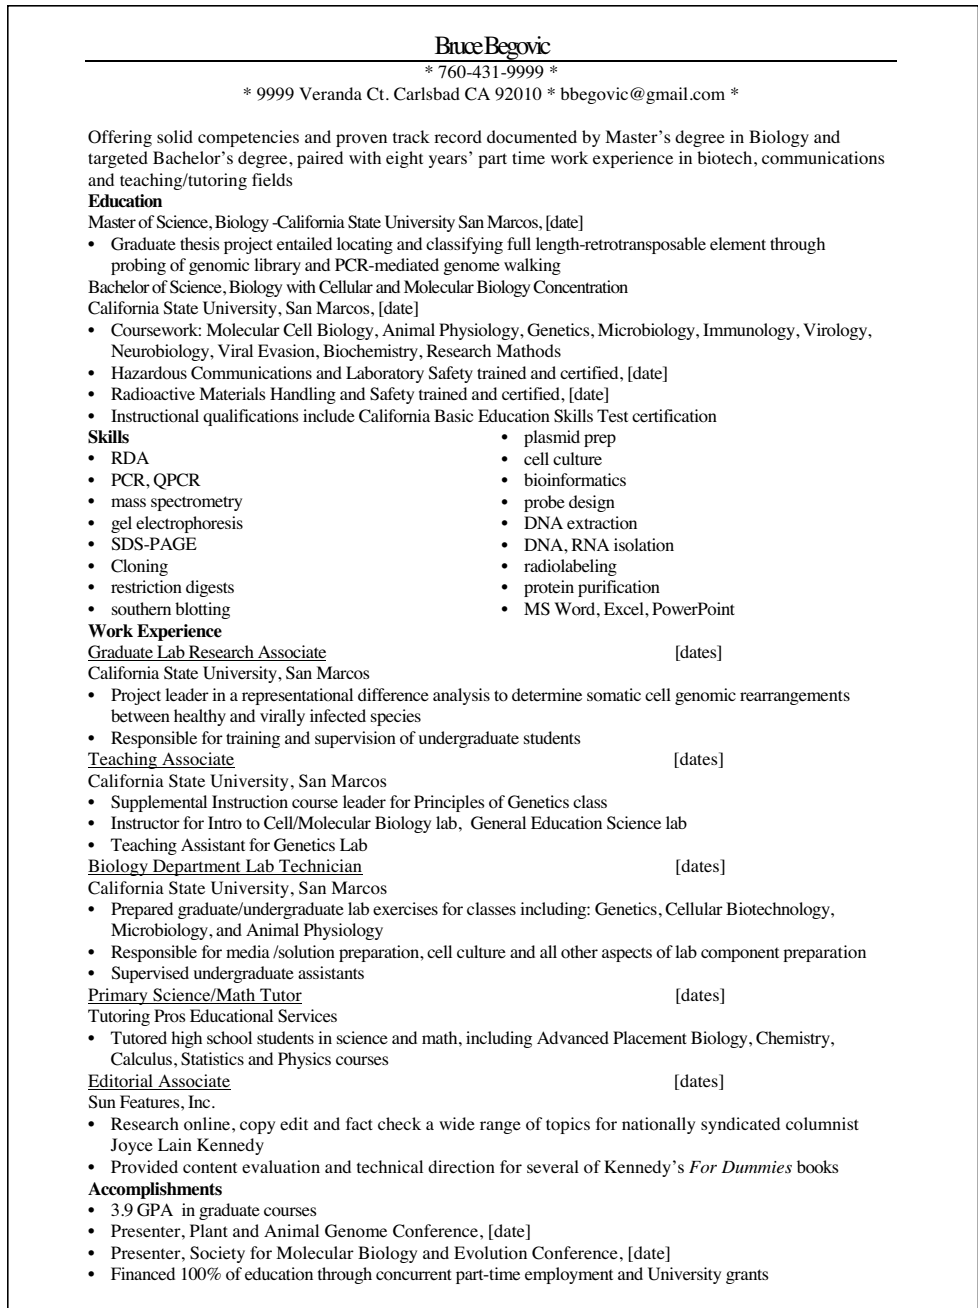 Bruce Begovic
* 760-431-9999 *
* 9999 Veranda Ct. Carlsbad CA 92010 * bbegovic@gmail.com *
Offering solid competencies and proven track record documented by Master’s degree in Biology and
targeted Bachelor’s degree, paired with eight years’ part time work experience in biotech, communications
and teaching/tutoring fields
Education
Master of Science, Biology -California State University San Marcos, [date]
• Graduate thesis project entailed locating and classifying full length-retrotransposable element through
probing of genomic library and PCR-mediated genome walking
Bachelor of Science, Biology with Cellular and Molecular Biology Concentration
California State University, San Marcos, [date]
• Coursework: Molecular Cell Biology, Animal Physiology, Genetics, Microbiology, Immunology, Virology,
Neurobiology, Viral Evasion, Biochemistry, Research Mathods
• Hazardous Communications and Laboratory Safety trained and certified, [date]
• Radioactive Materials Handling and Safety trained and certified, [date]
• Instructional qualifications include California Basic Education Skills Test certification
Skills
• RDA
• PCR, QPCR
• mass spectrometry
• gel electrophoresis
• SDS-PAGE
• Cloning
• restriction digests
• southern blotting
• plasmid prep
• cell culture
• bioinformatics
• probe design
• DNA extraction
• DNA, RNA isolation
• radiolabeling
• protein purification
• MS Word, Excel, PowerPoint
Work Experience
Graduate Lab Research Associate [dates]
California State University, San Marcos
• Project leader in a representational difference analysis to determine somatic cell genomic rearrangements
between healthy and virally infected species
• Responsible for training and supervision of undergraduate students
Teaching Associate [dates]
California State University, San Marcos
• Supplemental Instruction course leader for Principles of Genetics class
• Instructor for Intro to Cell/Molecular Biology lab, General Education Science lab
• Teaching Assistant for Genetics Lab
Biology Department Lab Technician [dates]
California State University, San Marcos
• Prepared graduate/undergraduate lab exercises for classes including: Genetics, Cellular Biotechnology,
Microbiology, and Animal Physiology
• Responsible for media /solution preparation, cell culture and all other aspects of lab component preparation
• Supervised undergraduate assistants
Primary Science/Math Tutor [dates]
Tutoring Pros Educational Services
• Tutored high school students in science and math, including Advanced Placement Biology, Chemistry,
Calculus, Statistics and Physics courses
Editorial Associate [dates]
Sun Features, Inc.
• Research online, copy edit and fact check a wide range of topics for nationally syndicated columnist
Joyce Lain Kennedy
• Provided content evaluation and technical direction for several of Kennedy’s For Dummies books
Accomplishments
• 3.9 GPA in graduate courses
• Presenter, Plant and Animal Genome Conference, [date]
• Presenter, Society for Molecular Biology and Evolution Conference, [date]
• Financed 100% of education through concurrent part-time employment and University grants